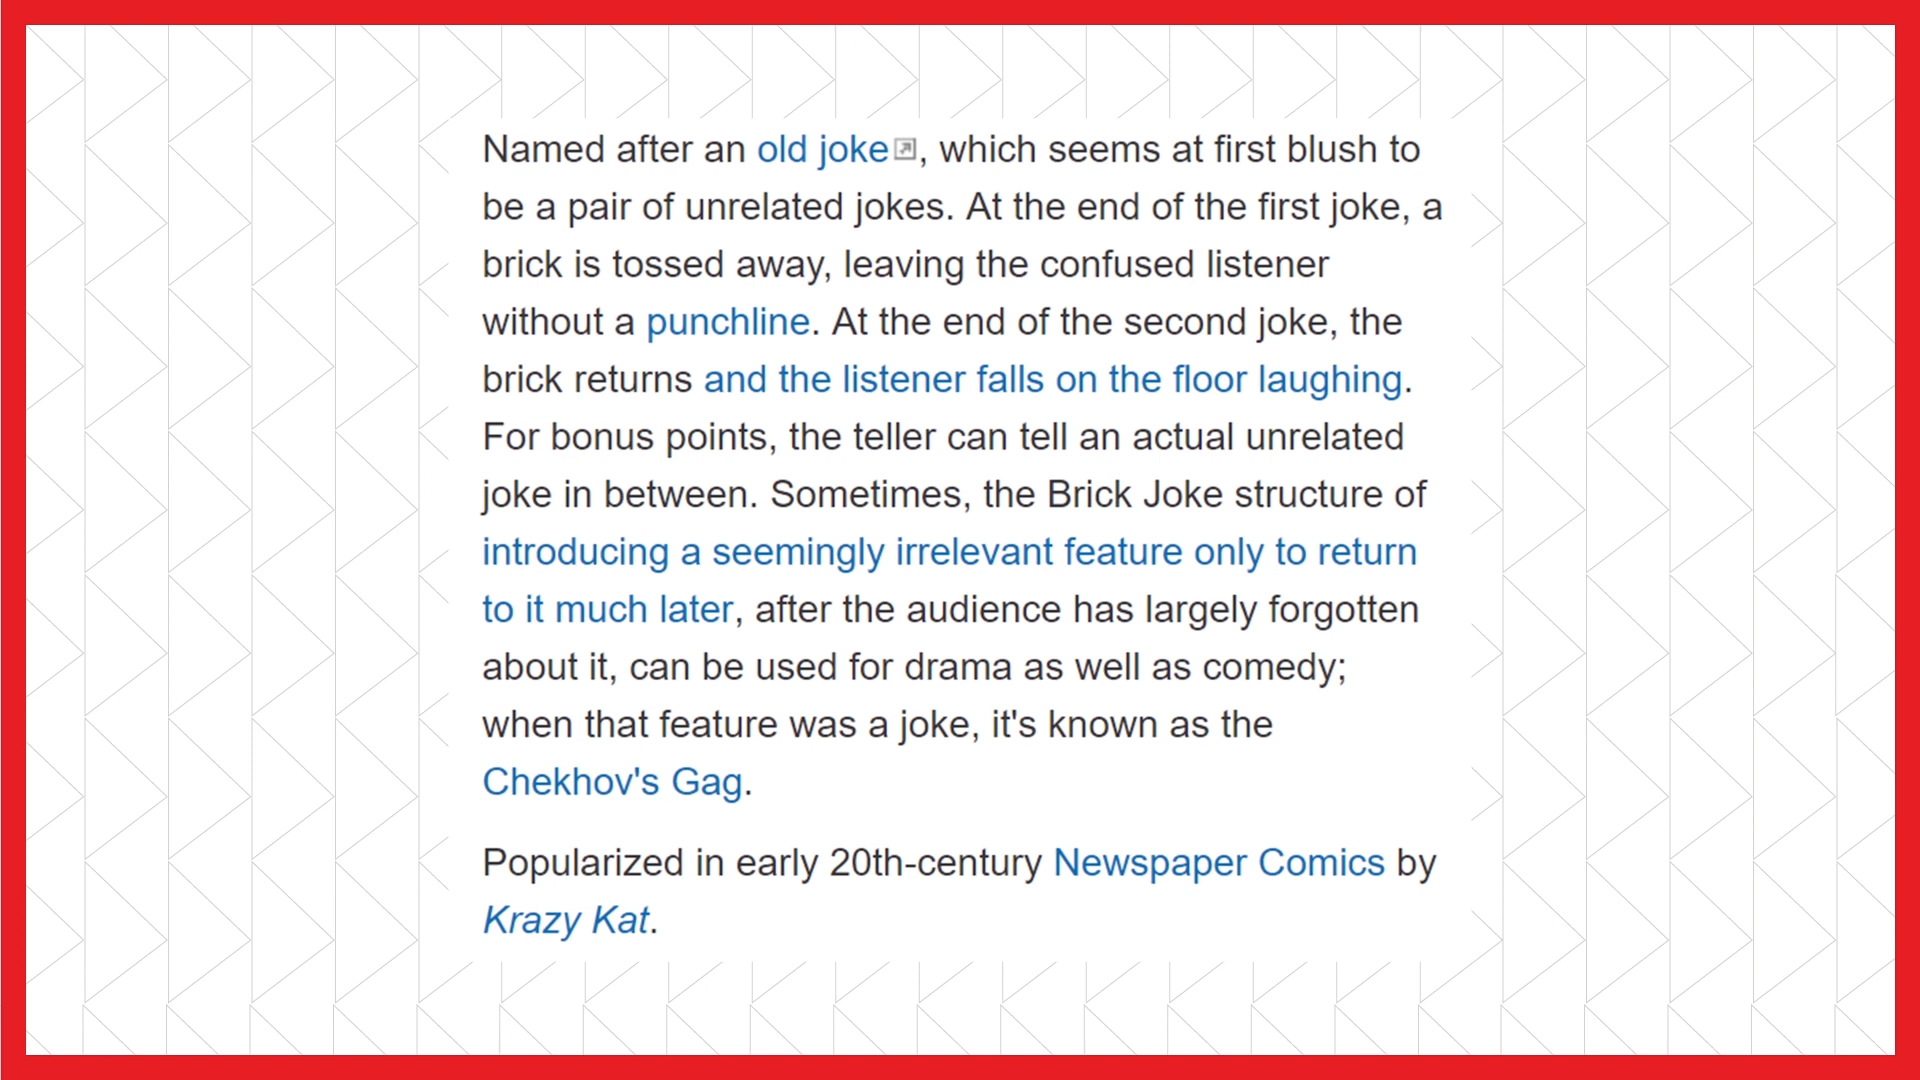 Named after an old joke, which seems at first blush to
be a pair of unrelated jokes. At the end of the first joke, a
brick is tossed away, leaving the confused listener
without a punchline. At the end of the second joke, the
brick returns and the listener falls on the floor laughing.
For bonus points, the teller can tell an actual unrelated
joke in between. Sometimes, the Brick Joke structure of
introducing a seemingly irrelevant feature only to return
to it much later, after the audience has largely forgotten
about it, can be used for drama as well as comedy;
when that feature was a joke, it's known as the
Chekhov's Gag.
Popularized in early 20th-century Newspaper Comics by
Krazy Kat.